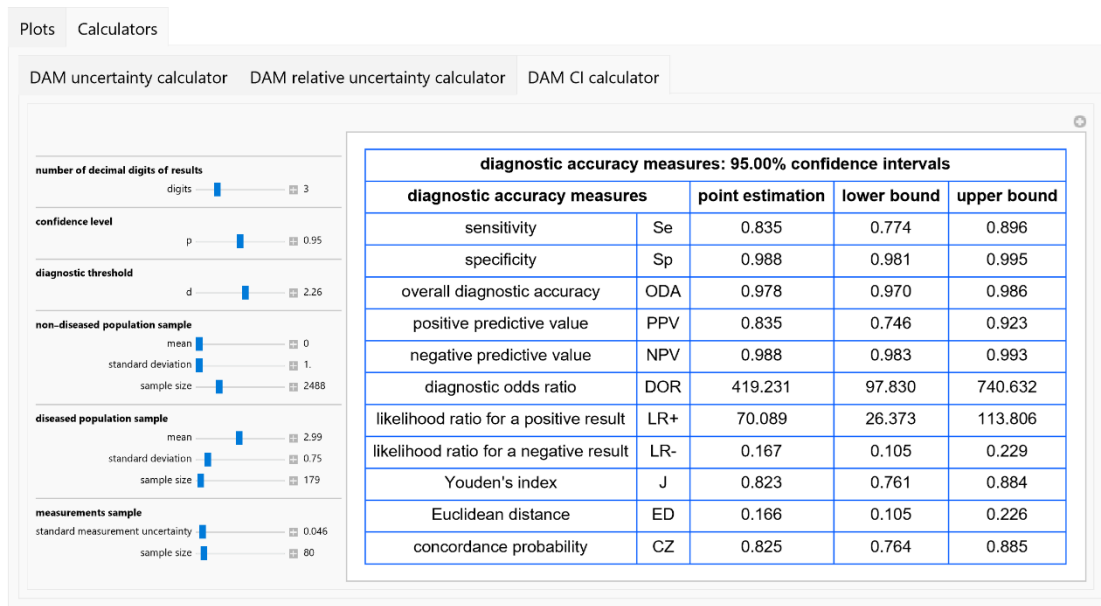 Plots Calculators
DAM uncertainty calculator DAM relative uncertainty calculator DAM CI calculator
number of decimal digits of results
digits 3
confidence level
p 0.95
diagnostic threshold
d 2.26
non-diseased population sample
mean 0
standard deviation 1.
sample size 2488
diseased population sample
mean 2.99
standard deviation 0.75
sample size 179
measurements sample
standard measurement uncertainty 0.046
sample size 80
diagnostic accuracy measures: 95.00% confidence intervals
diagnostic accuracy measures point estimation lower bound upper bound
sensitivity Se 0.835 0.774 0.896
specificity Sp 0.988 0.981 0.995
overall diagnostic accuracy ODA 0.978 0.970 0.986
positive predictive value PPV 0.835 0.746 0.923
negative predictive value NPV 0.988 0.983 0.993
diagnostic odds ratio DOR 419.231 97.830 740.632
likelihood ratio for a positive result LR+ 70.089 26.373 113.806
likelihood ratio for a negative result LR- 0.167 0.105 0.229
Youden's index J 0.823 0.761 0.884
Euclidean distance ED 0.166 0.105 0.226
concordance probability CZ 0.825 0.764 0.885